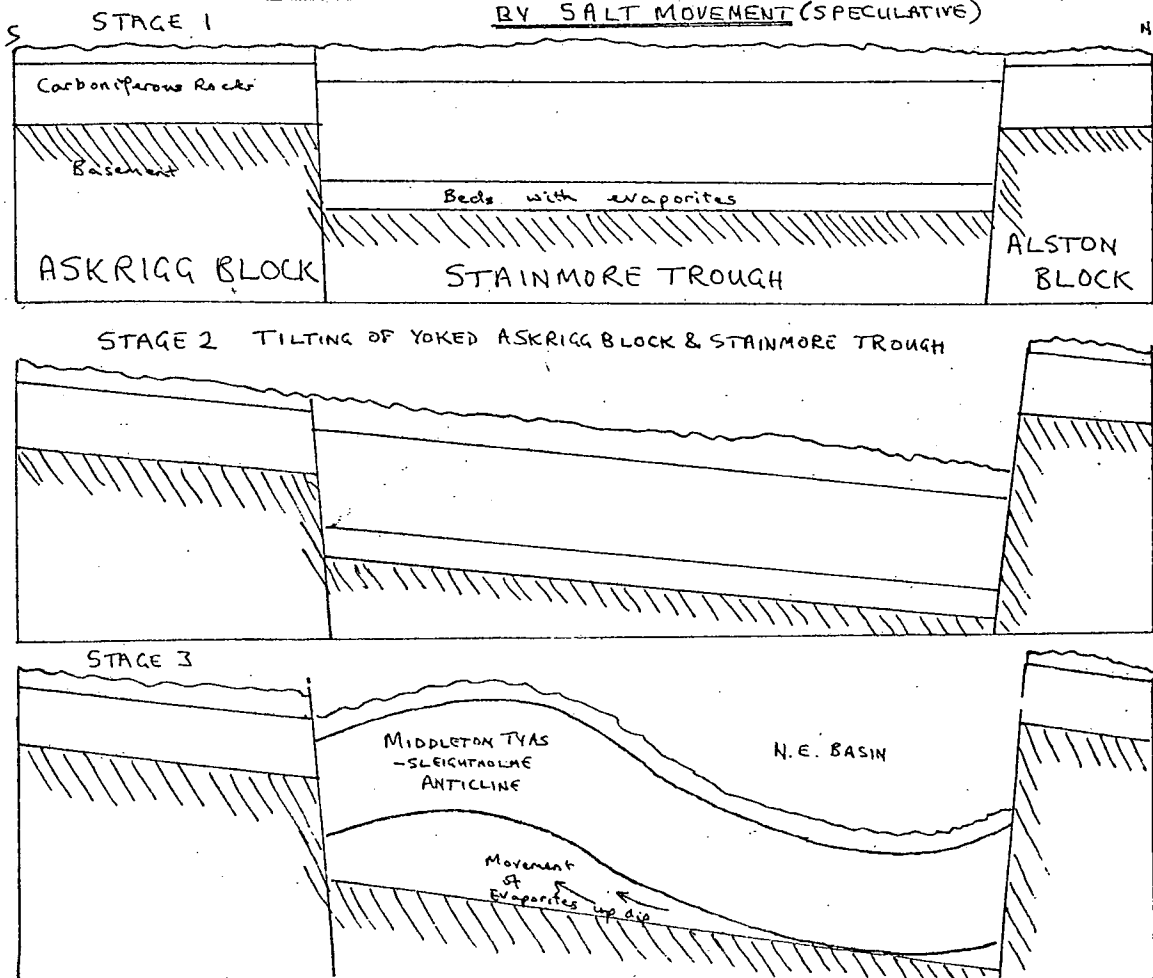 BY SALT MOVEMENT (SPECULATIVE)
STAGE 1
S
N
Carboniferous Rocks
Basement
Beds with evaporites
ASKRIGG BLOCK
STAINMORE TROUGH
ALSTON
BLOCK
STAGE 2 TILTING OF YOKED ASKRIGG BLOCK & STAINMORE TROUGH
STAGE 3
MIDDLETON TYAS
-SLEIGHTHOLME
ANTICLINE
N.E. BASIN
Movement
of
Evaporites up dip